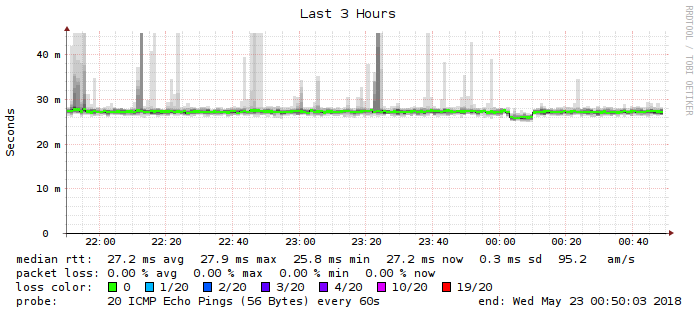 Last 3 Hours
RRDTOOL / TOBI OETIKER
Seconds
40 m
30 m
20 m
10 m
0
22:00 22:20 22:40 23:00 23:20 23:40 00:00 00:20 00:40
median rtt: 27.2 ms avg 27.9 ms max 25.8 ms min 27.2 ms now 0.3 ms sd 95.2 am/s
packet loss: 0.00 % avg 0.00 % max 0.00 % min 0.00 % now
loss color: 0 1/20 2/20 3/20 4/20 10/20 19/20
probe: 20 ICMP Echo Pings (56 Bytes) every 60s end: Wed May 23 00:50:03 2018